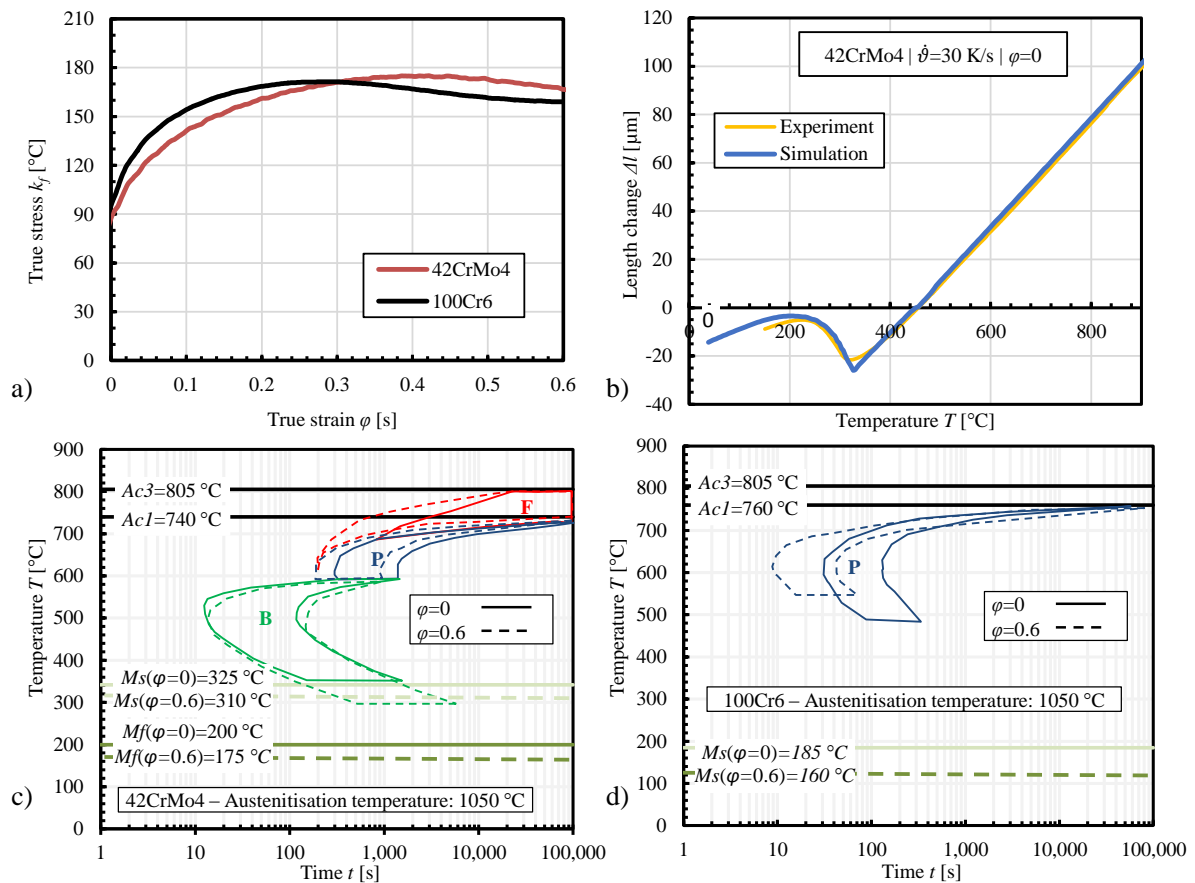 True stress kf [°C]
210
180
150
120
90
60
30
0
42CrMo4
100Cr6
0 0.1 0.2 0.3 0.4 0.5 0.6
True strain φ [s]
a)
Length change Δl [µm]
120
100
80
60
40
20
0
-20
-40
42CrMo4 | ϑ̇=30 K/s | φ=0
Experiment
Simulation
0
0 200 400 600 800
Temperature T [°C]
b)
Temperature T [°C]
900
800
700
600
500
400
300
200
100
0
Ac3=805 °C
Ac1=740 °C
F
P
B
φ=0
φ=0.6
Ms(φ=0)=325 °C
Ms(φ=0.6)=310 °C
Mf(φ=0)=200 °C
Mf(φ=0.6)=175 °C
42CrMo4 – Austenitisation temperature: 1050 °C
1 10 100 1,000 10,000 100,000
Time t [s]
c)
Temperature T [°C]
900
800
700
600
500
400
300
200
100
0
Ac3=805 °C
Ac1=760 °C
P
φ=0
φ=0.6
100Cr6 – Austenitisation temperature: 1050 °C
Ms(φ=0)=185 °C
Ms(φ=0.6)=160 °C
1 10 100 1,000 10,000 100,000
Time t [s]
d)